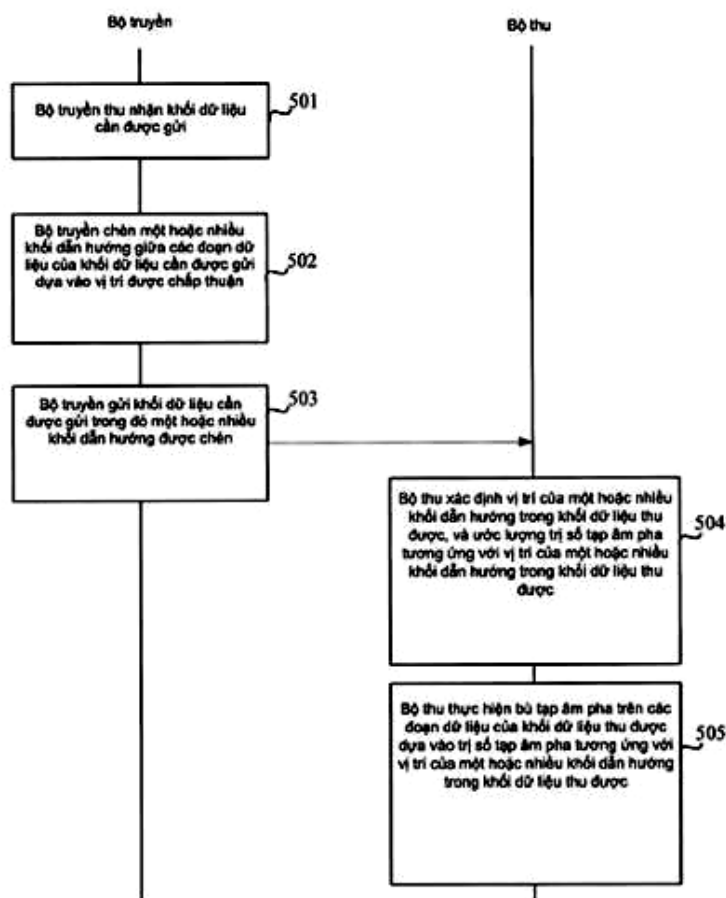 Bộ truyền
Bộ thu
Bộ truyền thu nhận khối dữ liệu
cần được gửi
501
Bộ truyền chèn một hoặc nhiều
khối dẫn hướng giữa các đoạn dữ
liệu của khối dữ liệu cần được gửi
dựa vào vị trí được chấp thuận
502
Bộ truyền gửi khối dữ liệu cần
được gửi trong đó một hoặc nhiều
khối dẫn hướng được chèn
503
Bộ thu xác định vị trí của một hoặc nhiều
khối dẫn hướng trong khối dữ liệu thu
được, và ước lượng trị số tạp âm pha
tương ứng với vị trí của một hoặc nhiều
khối dẫn hướng trong khối dữ liệu thu
được
504
Bộ thu thực hiện bù tạp âm pha trên các
đoạn dữ liệu của khối dữ liệu thu được
dựa vào trị số tạp âm pha tương ứng với
vị trí của một hoặc nhiều khối dẫn hướng
trong khối dữ liệu thu được
505